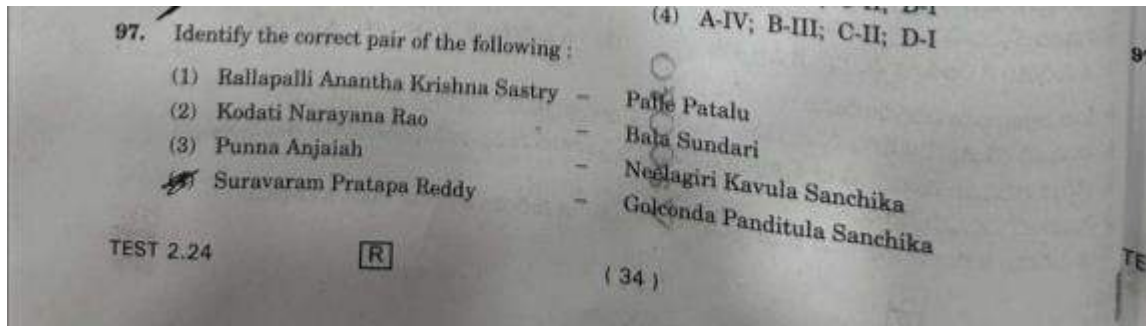 (4) A-IV; B-III; C-II; D-I
97. Identify the correct pair of the following :
(1) Rallapalli Anantha Krishna Sastry – Palle Patalu
(2) Kodati Narayana Rao – Bala Sundari
(3) Punna Anjaiah – Neelagiri Kavula Sanchika
Suravaram Pratapa Reddy – Golconda Panditula Sanchika
TEST 2.24 R ( 34 )
TE